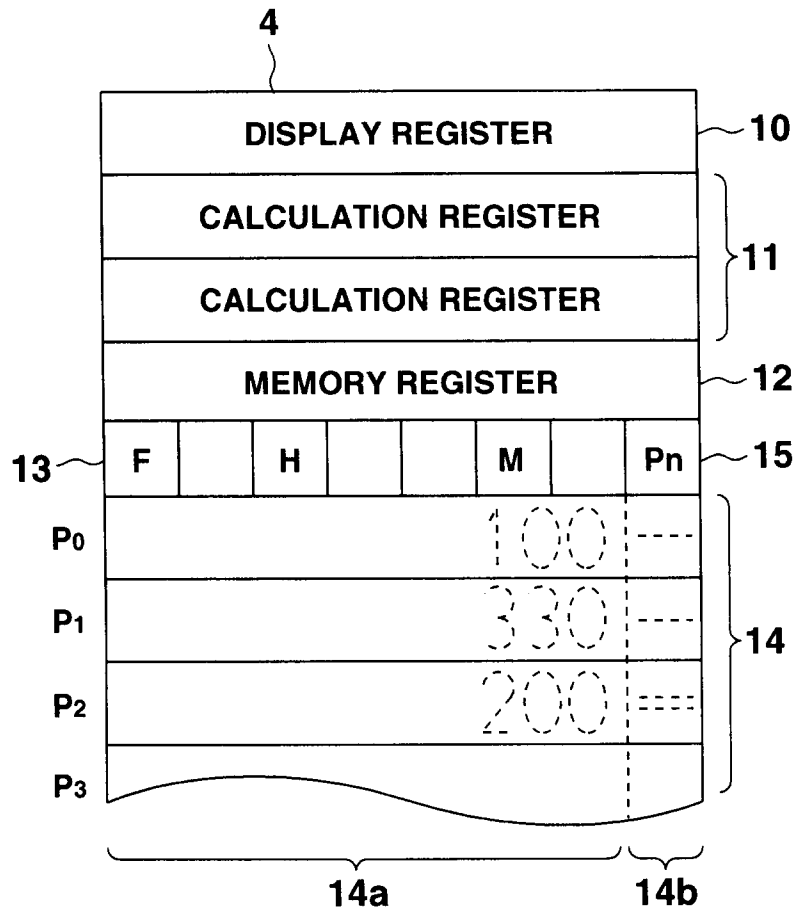 4
DISPLAY REGISTER 10
CALCULATION REGISTER
11
CALCULATION REGISTER
MEMORY REGISTER 12
13 F H M Pn 15
P0 100 –
P1 330 –
14
P2 200 =
P3
14a 14b